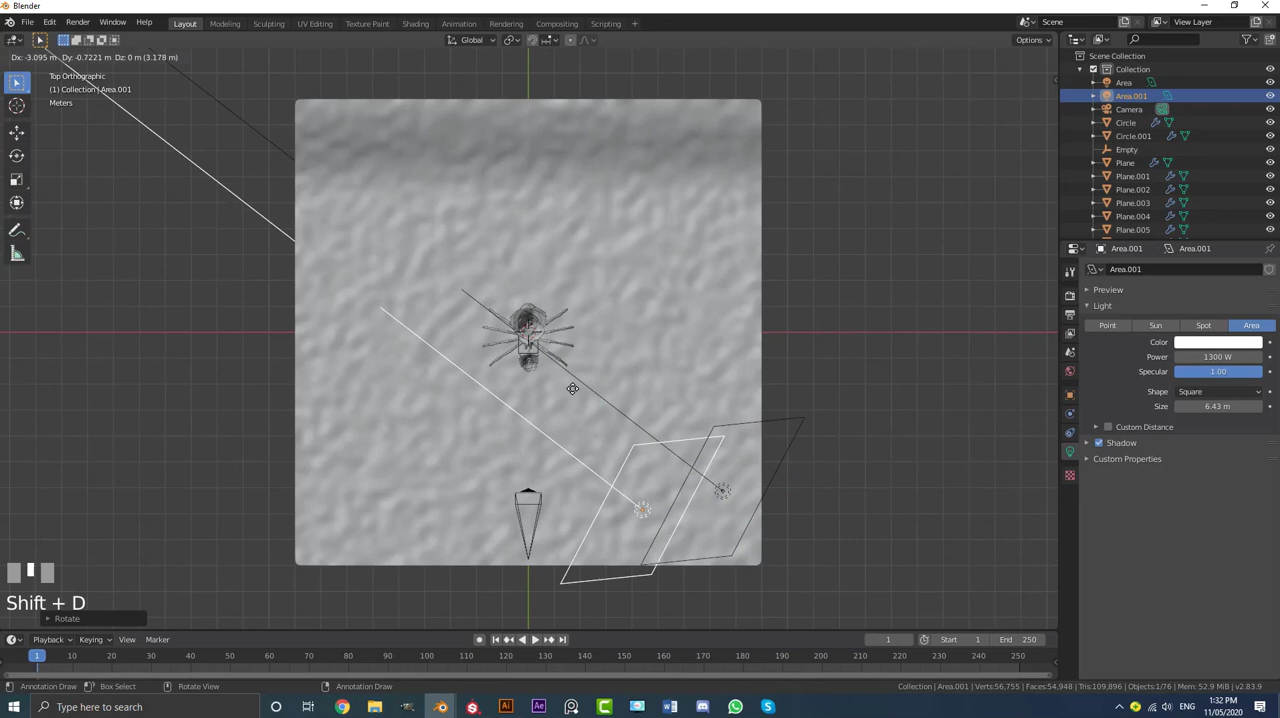 Blender
File Edit Render Window Help Layout Modeling Sculpting UV Editing Texture Paint Shading Animation Rendering Compositing Scripting + Scene View Layer
Global Options
Dx: -3.095 m Dy: -0.7221 m Dz: 0 m (3.178 m)
Top Orthographic
(1) Collection | Area.001
Meters
Scene Collection
Collection
Area
Area.001
Camera
Circle
Circle.001
Empty
Plane
Plane.001
Plane.002
Plane.003
Plane.004
Plane.005
Area.001 Area.001
Area.001
Preview
Light
Point Sun Spot Area
Color
Power 1300 W
Specular 1.00
Shape Square
Size 6.43 m
Custom Distance
Shadow
Custom Properties
Shift + D
Rotate
Playback Keying View Marker 1 Start 1 End 250
1 10 20 30 40 50 60 70 80 90 100 110 120 130 140 150 160 170 180 190 200 210 220 230 240 250
Annotation Draw Box Select Rotate View Annotation Draw Collection | Area.001 | Verts:56,755 | Faces:54,948 | Tris:109,896 | Objects:1/76 | Mem: 52.9 MiB | v2.83.9
Type here to search 1:32 PM
11/05/2020